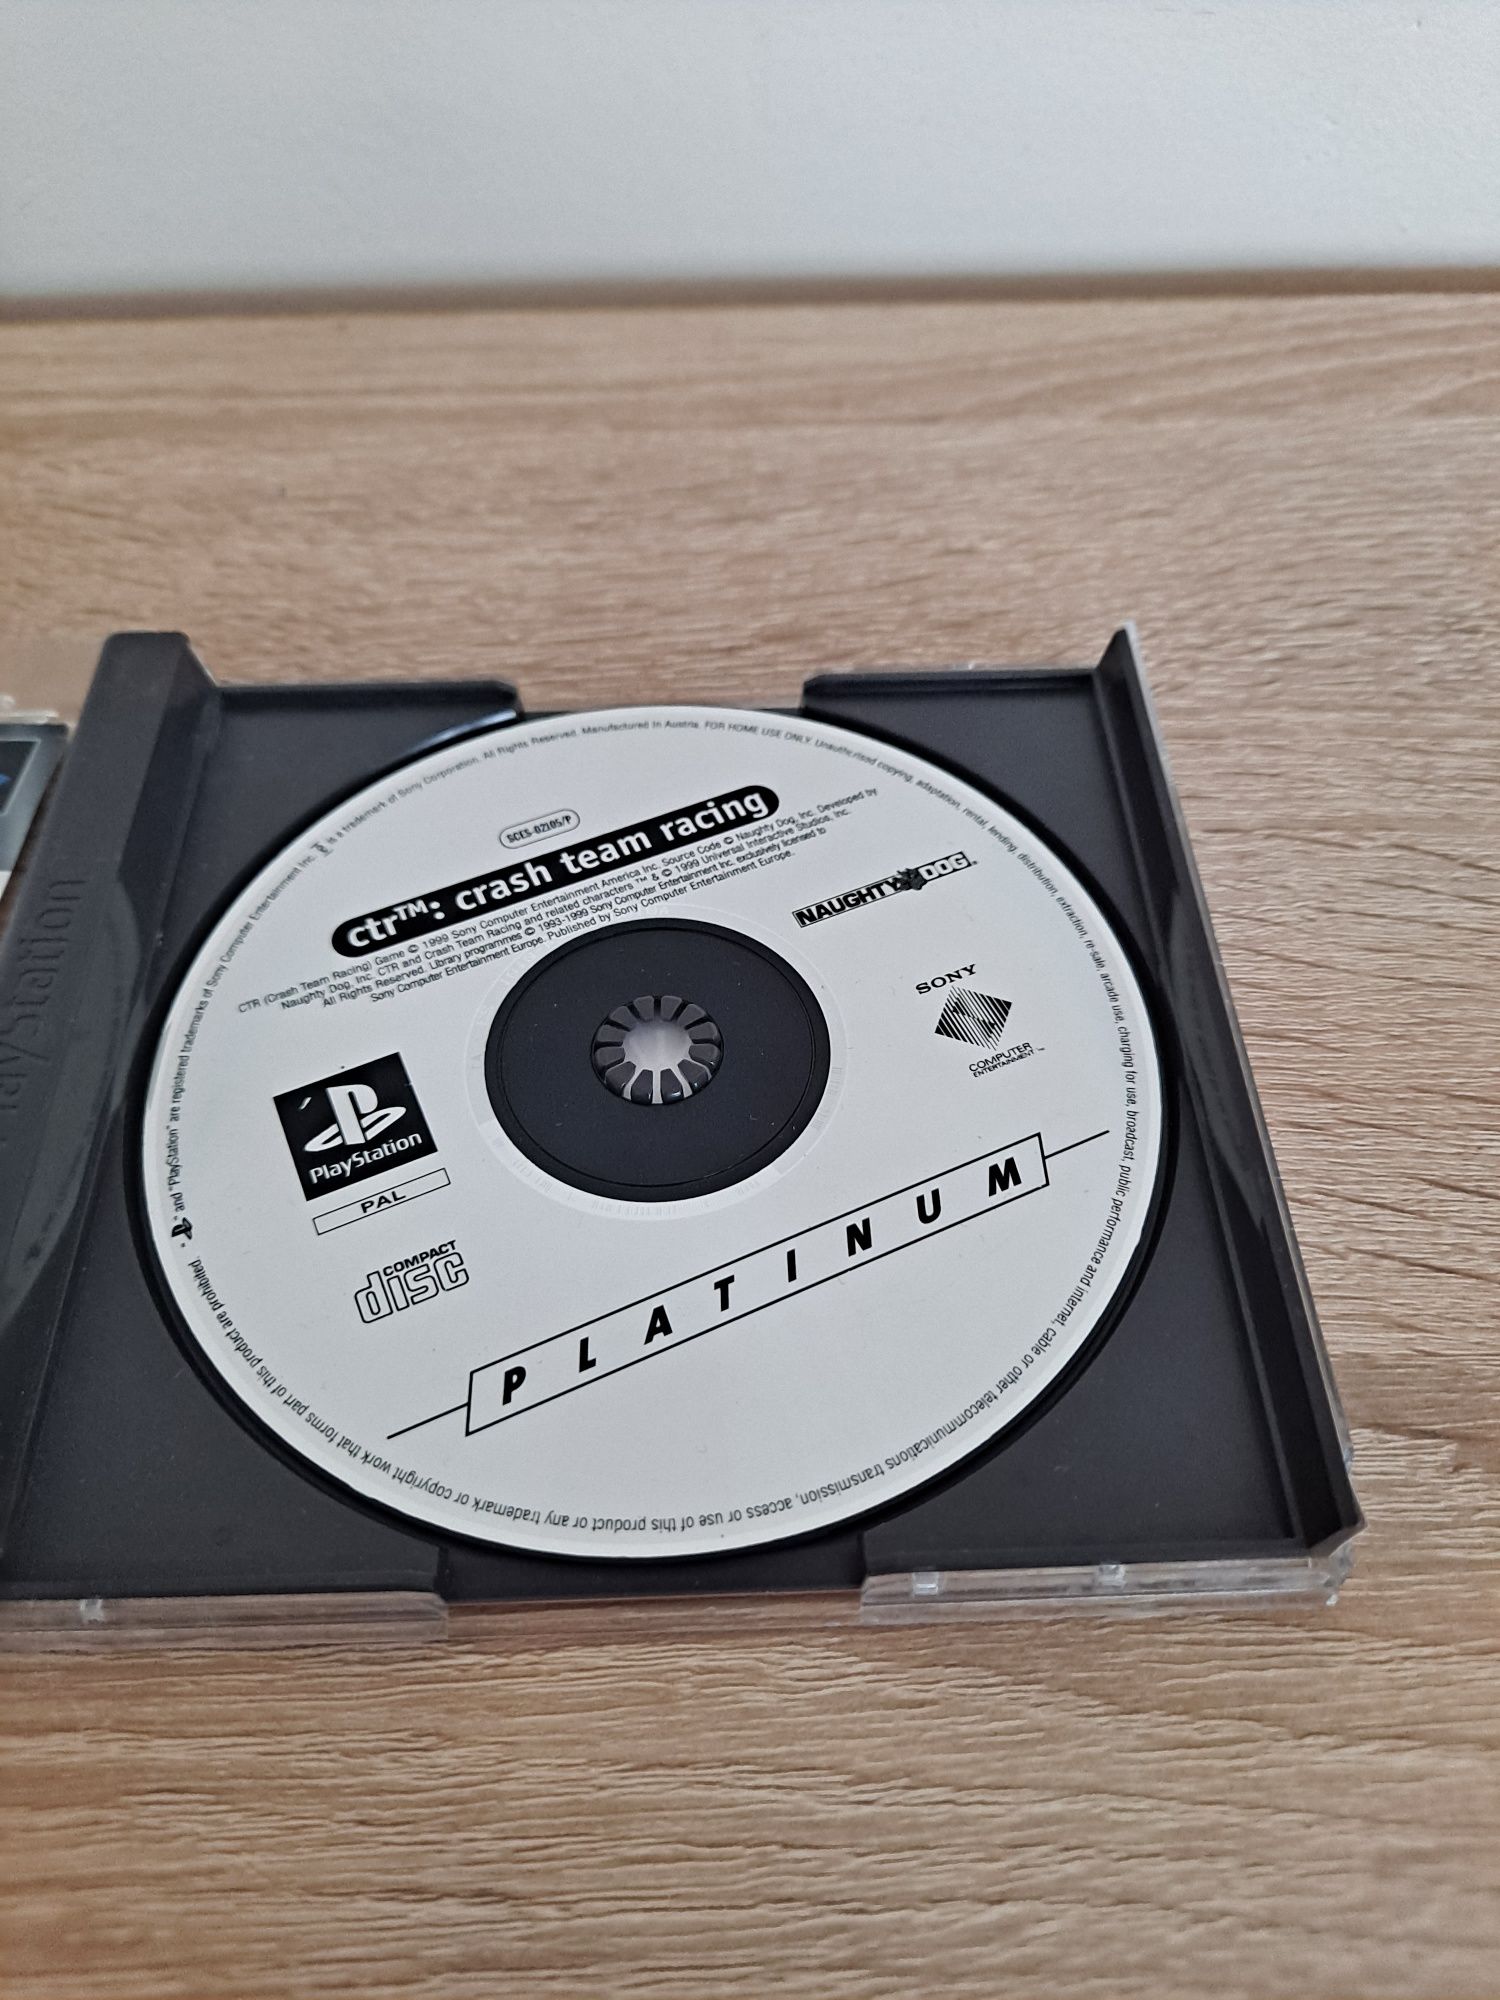 SCES-02105/P
ctr™: crash team racing
CTR (Crash Team Racing) Game © 1999 Sony Computer Entertainment America Inc. Source Code © Naughty Dog, Inc. Developed by
Naughty Dog, Inc. CTR and Crash Team Racing and related characters ™ & © 1999 Universal Interactive Studios, Inc.
All Rights Reserved. Library programmes © 1993-1999 Sony Computer Entertainment Inc. exclusively licensed to
Sony Computer Entertainment Europe. Published by Sony Computer Entertainment Europe.
NAUGHTY DOG
SONY
COMPUTER
ENTERTAINMENT™
PlayStation
PAL
COMPACT
disc
PLATINUM
" " and "PlayStation" are registered trademarks of Sony Computer Entertainment Inc. is a trademark of Sony Corporation. All Rights Reserved. Manufactured in Austria. FOR HOME USE ONLY. Unauthorised copying, adaptation, rental, lending, distribution, extraction, re-sale, arcade use, charging for use, broadcast, public performance and internet, cable or other telecommunications transmission, access or use of this product or any trademark or copyright work that forms part of this product are prohibited.